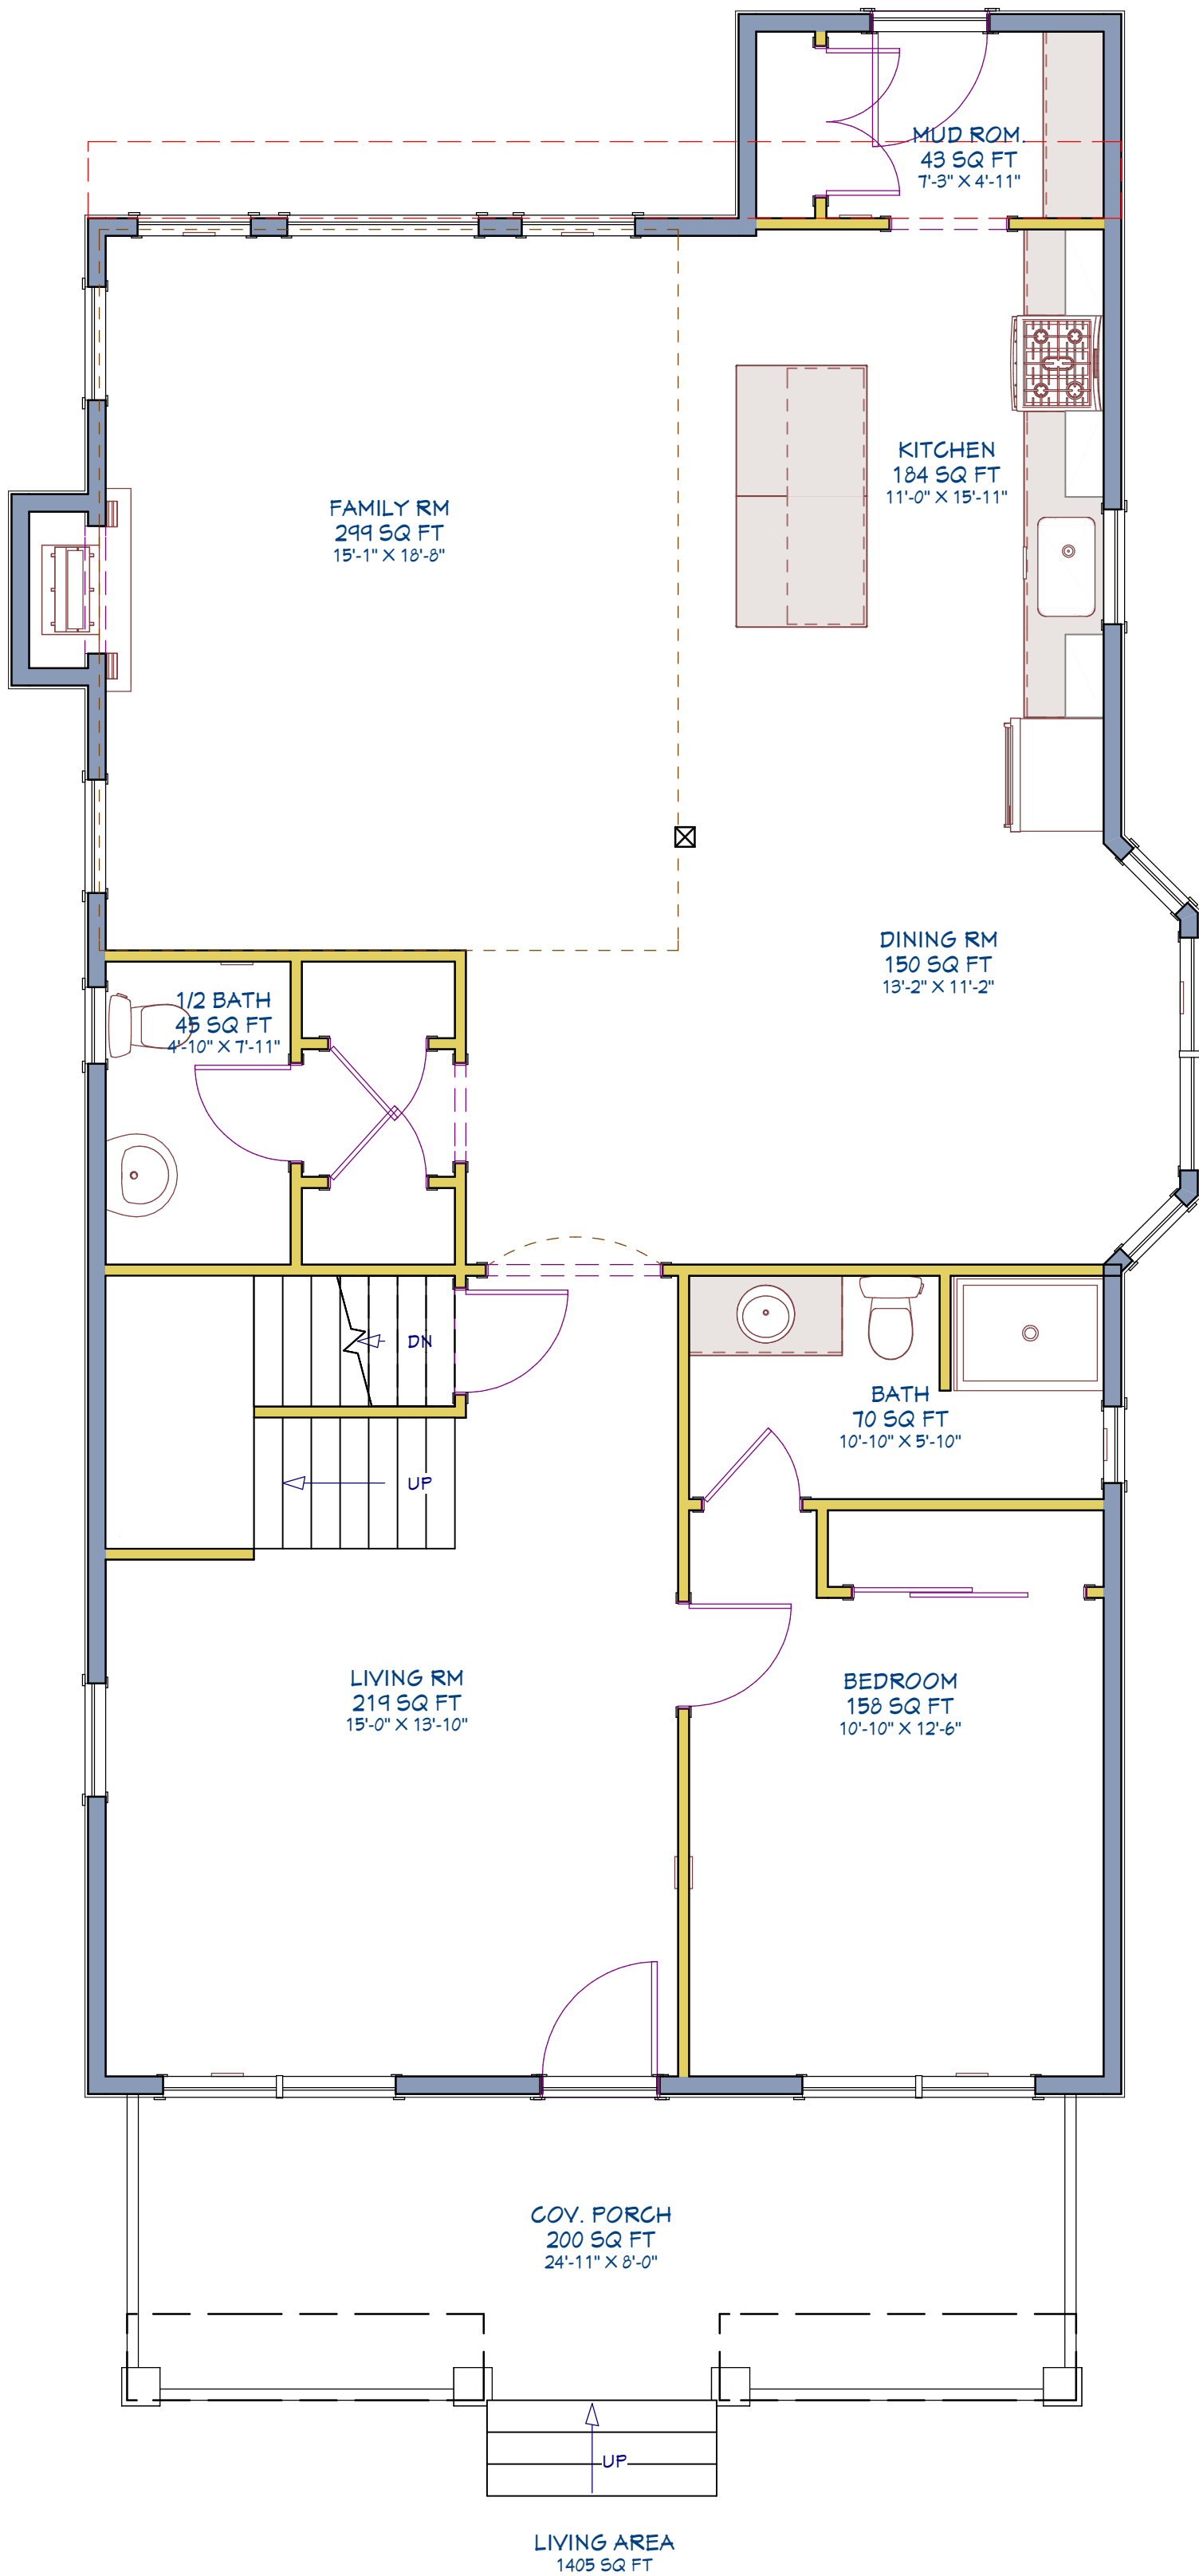 MUD ROM.
43 SQ FT
7'-3" X 4'-11"
KITCHEN
184 SQ FT
11'-0" X 15'-11"
FAMILY RM
299 SQ FT
15'-1" X 18'-8"
DINING RM
150 SQ FT
13'-2" X 11'-2"
1/2 BATH
45 SQ FT
4'-10" X 7'-11"
DN
UP
BATH
70 SQ FT
10'-10" X 5'-10"
LIVING RM
219 SQ FT
15'-0" X 13'-10"
BEDROOM
158 SQ FT
10'-10" X 12'-6"
COV. PORCH
200 SQ FT
24'-11" X 8'-0"
UP
LIVING AREA
1405 SQ FT